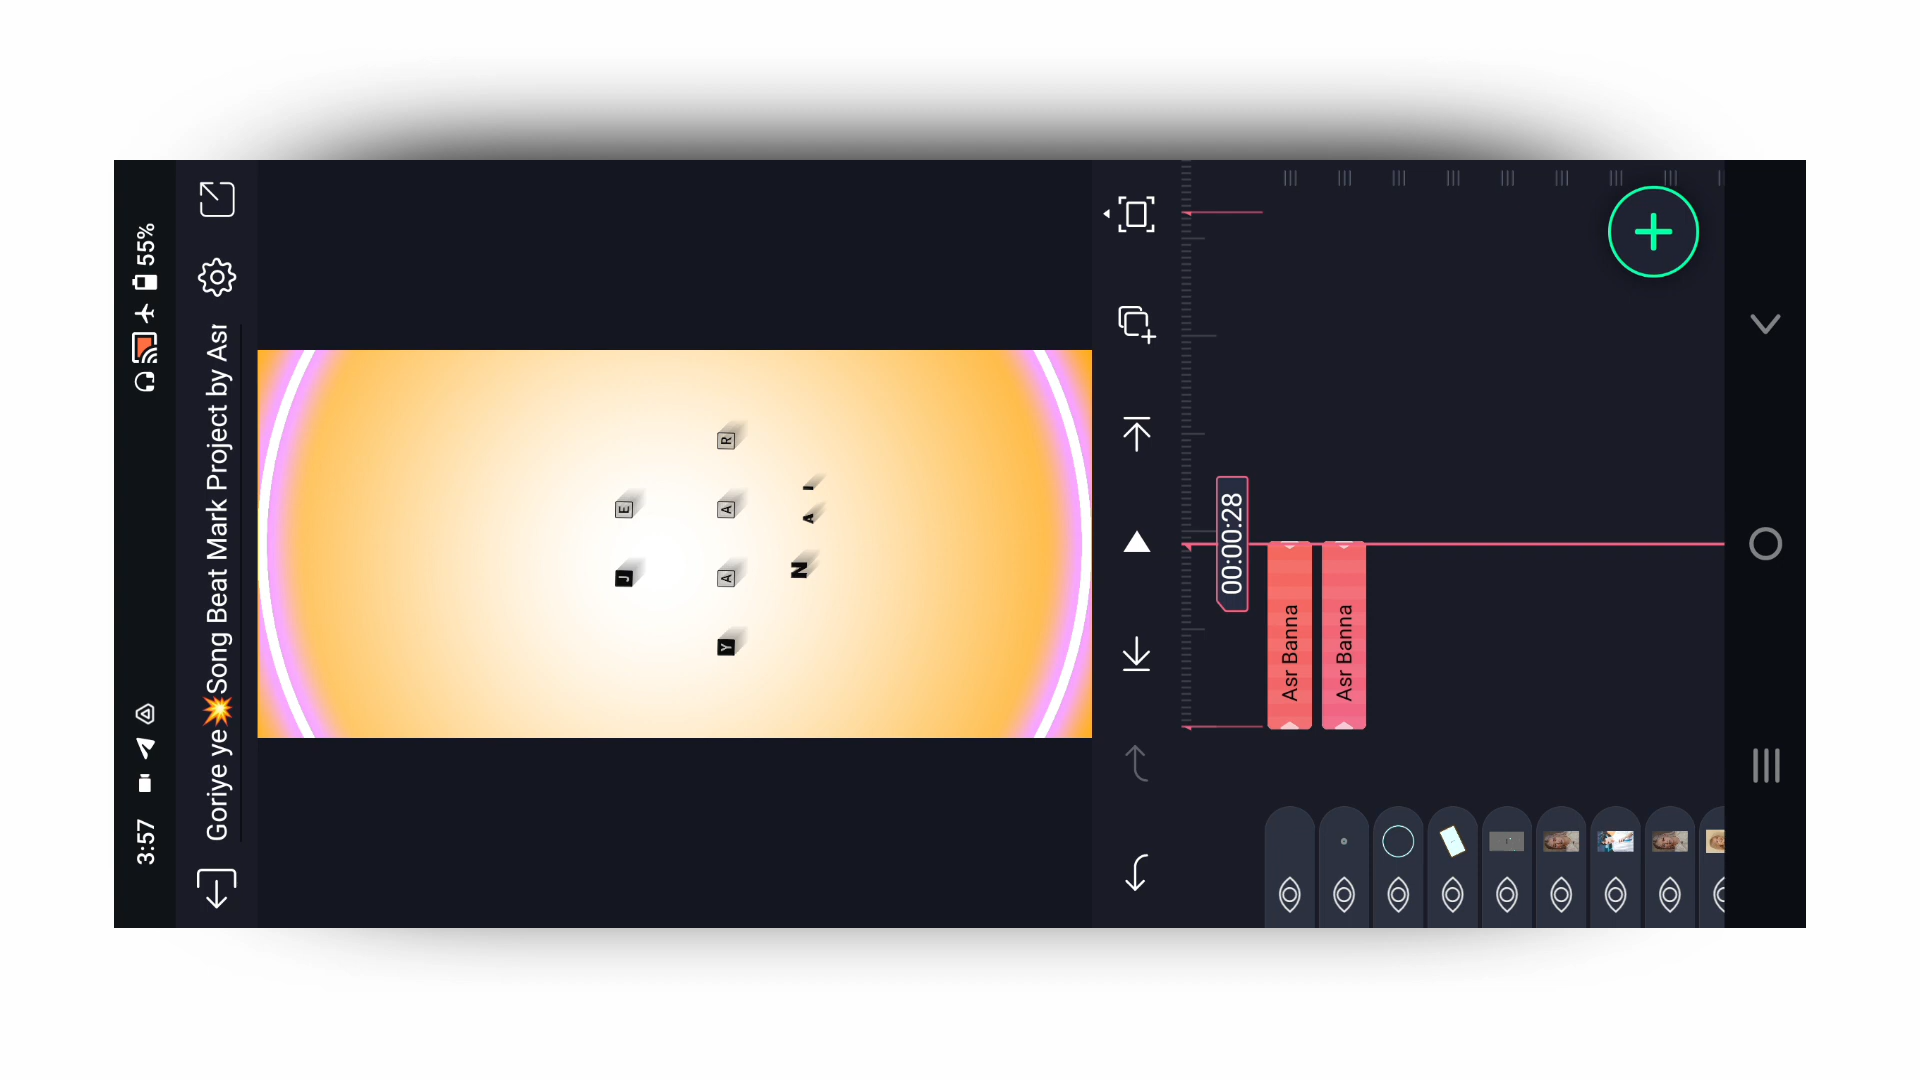 3:57 55%
Goriye ye💥Song Beat Mark Project by Asr
J E
Y A A R
N A I
00:00:28
Asr Banna
Asr Banna